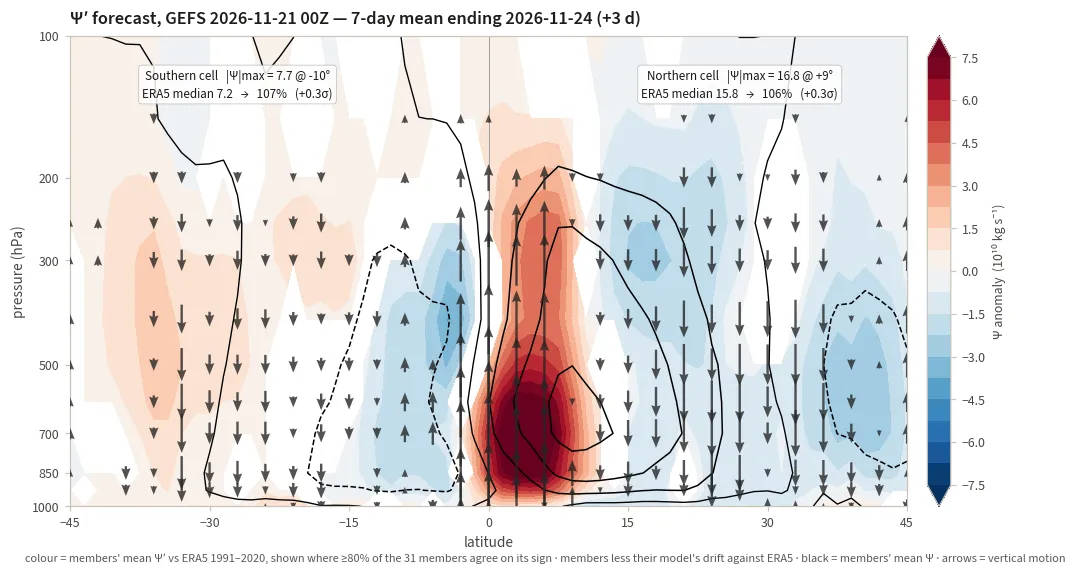 Ψ′ forecast, GEFS 2026-11-21 00Z — 7-day mean ending 2026-11-24 (+3 d)
Southern cell |Ψ|max = 7.7 @ -10°
ERA5 median 7.2 → 107% (+0.3σ)
Northern cell |Ψ|max = 16.8 @ +9°
ERA5 median 15.8 → 106% (+0.3σ)
pressure (hPa)
100
200
300
500
700
850
1000
−45
−30
−15
0
15
30
45
latitude
7.5
6.0
4.5
3.0
1.5
0.0
−1.5
−3.0
−4.5
−6.0
−7.5
Ψ anomaly (10¹⁰ kg s⁻¹)
colour = members' mean Ψ′ vs ERA5 1991–2020, shown where ≥80% of the 31 members agree on its sign · members less their model's drift against ERA5 · black = members' mean Ψ · arrows = vertical motion